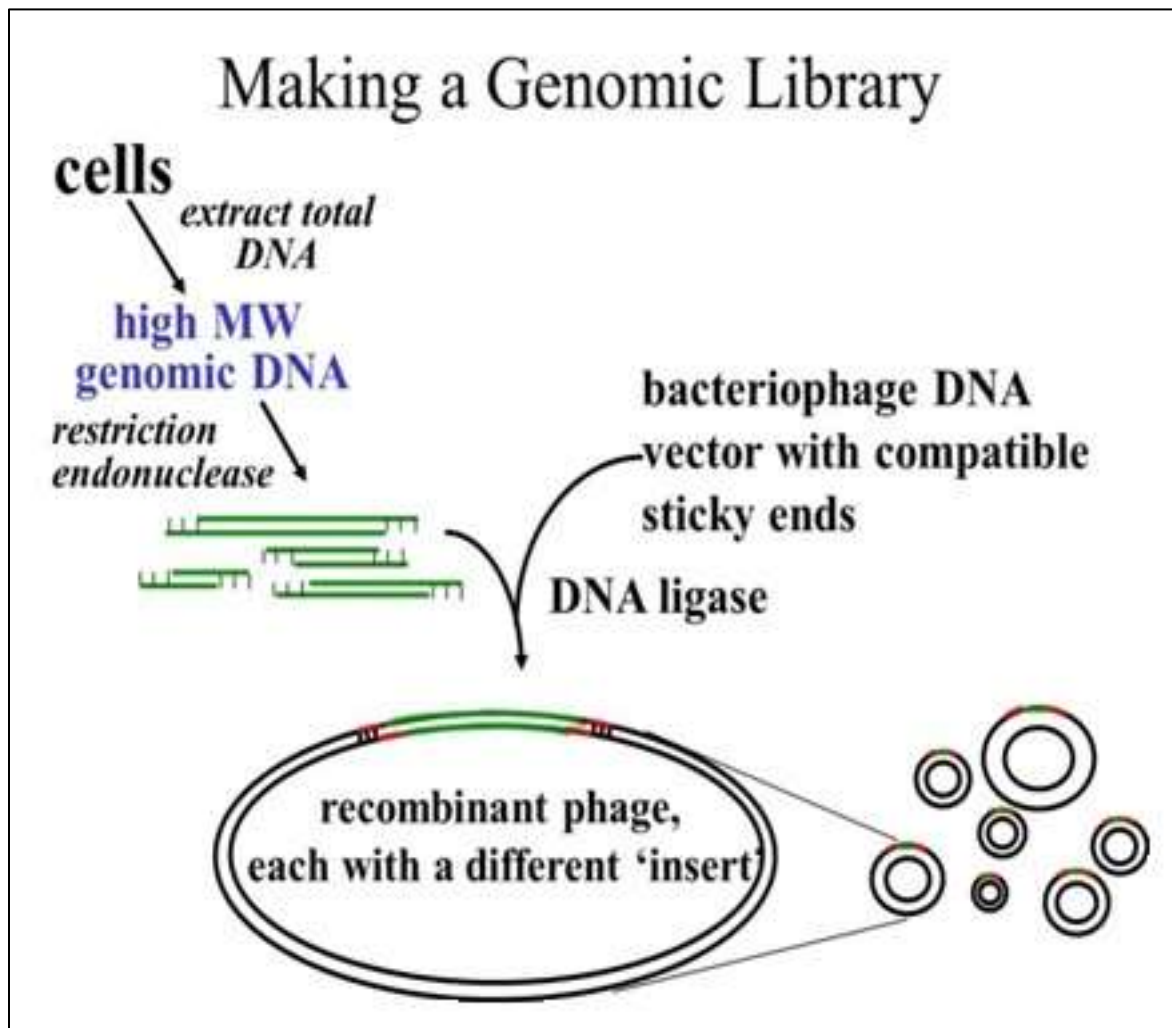 Making a Genomic Library
cells
extract total
DNA
high MW
genomic DNA
restriction
endonuclease
bacteriophage DNA
vector with compatible
sticky ends
DNA ligase
recombinant phage,
each with a different ‘insert’